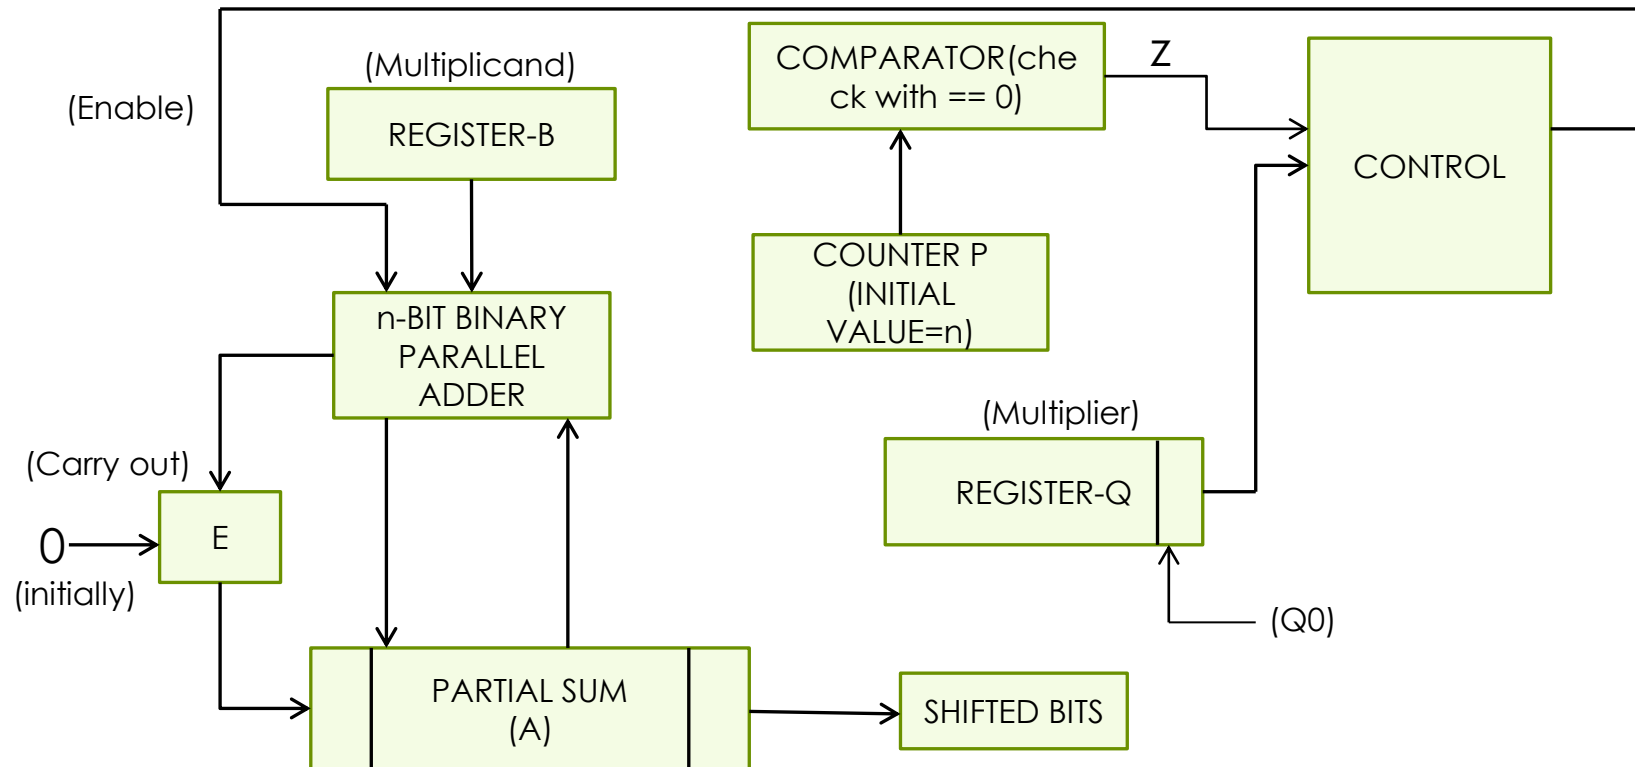 (Multiplicand)
(Enable)
REGISTER-B
COMPARATOR(che
ck with == 0)
Z
CONTROL
COUNTER P
(INITIAL
VALUE=n)
n-BIT BINARY
PARALLEL
ADDER
(Multiplier)
REGISTER-Q
(Q0)
(Carry out)
0
(initially)
E
PARTIAL SUM
(A)
SHIFTED BITS